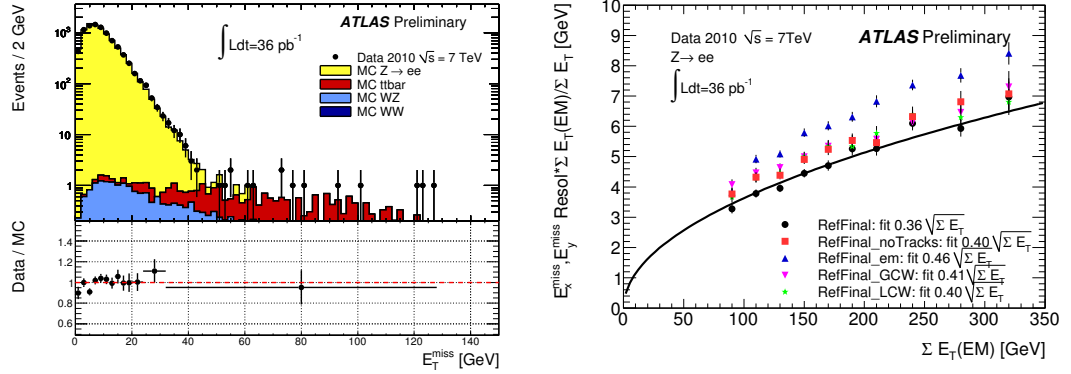 Events / 2 GeV
10³
10²
10
1
ATLAS Preliminary
∫ Ldt=36 pb⁻¹
Data 2010 √s = 7 TeV
MC Z → ee
MC ttbar
MC WZ
MC WW
Data / MC
1.4
1.2
1
0.8
0.6
0 20 40 60 80 100 120 140
E_T^miss [GeV]
E_x^miss, E_y^miss Resol*Σ E_T(EM)/Σ E_T [GeV]
10
9
8
7
6
5
4
3
2
1
0
Data 2010 √s = 7TeV
ATLAS Preliminary
Z → ee
∫ Ldt=36 pb⁻¹
RefFinal: fit 0.36 √Σ E_T
RefFinal_noTracks: fit 0.40 √Σ E_T
RefFinal_em: fit 0.46 √Σ E_T
RefFinal_GCW: fit 0.41 √Σ E_T
RefFinal_LCW: fit 0.40 √Σ E_T
0 50 100 150 200 250 300 350
Σ E_T(EM) [GeV]